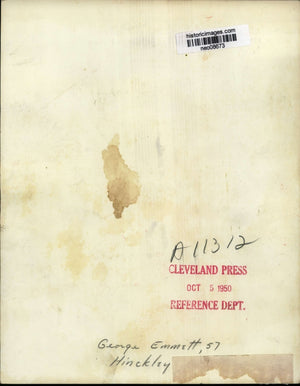 historicimages.com
neo08673
A11312
CLEVELAND PRESS
OCT 5 1950
REFERENCE DEPT.
George Emmett, 57
Hinckley